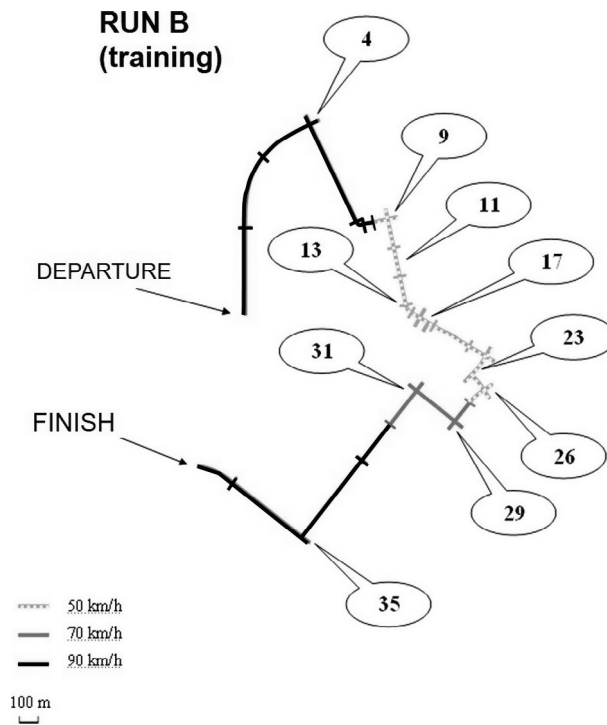 RUN B
(training)
4
9
11
13
17
DEPARTURE
23
31
FINISH
26
29
35
50 km/h
70 km/h
90 km/h
100 m